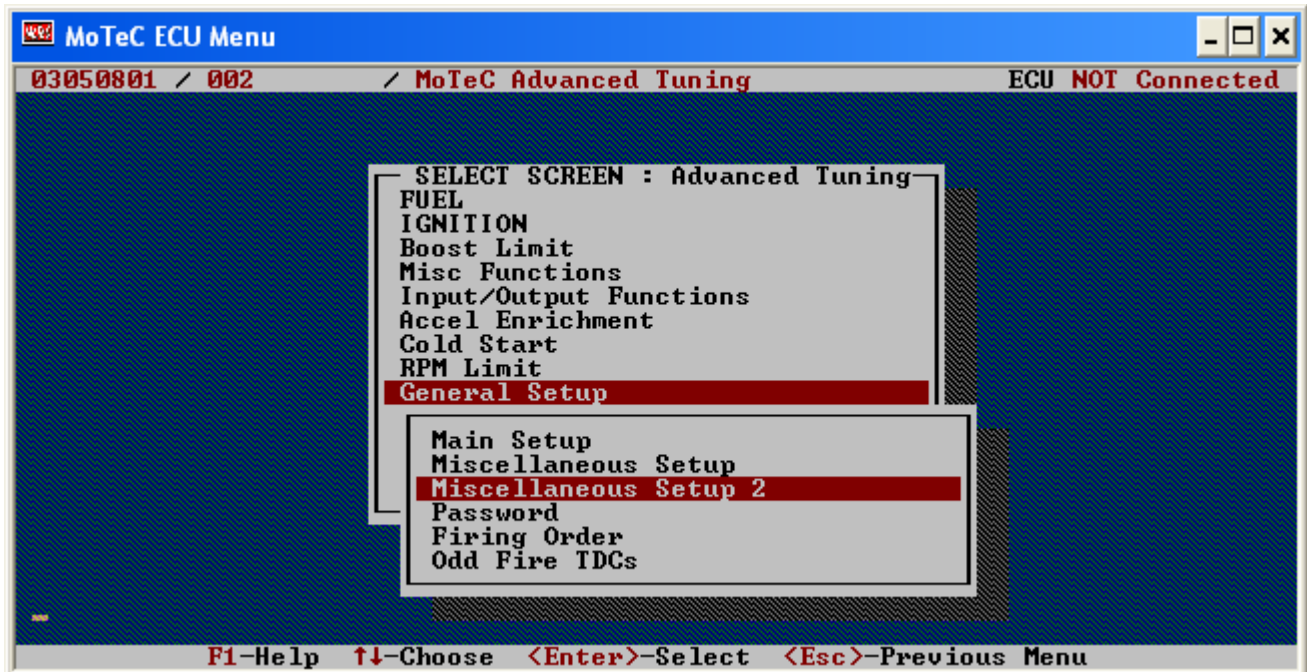 MoTeC ECU Menu
03050801 / 002 / MoTeC Advanced Tuning ECU NOT Connected
SELECT SCREEN : Advanced Tuning
FUEL
IGNITION
Boost Limit
Misc Functions
Input/Output Functions
Accel Enrichment
Cold Start
RPM Limit
General Setup
Main Setup
Miscellaneous Setup
Miscellaneous Setup 2
Password
Firing Order
Odd Fire TDCs
F1-Help ↑↓-Choose <Enter>-Select <Esc>-Previous Menu